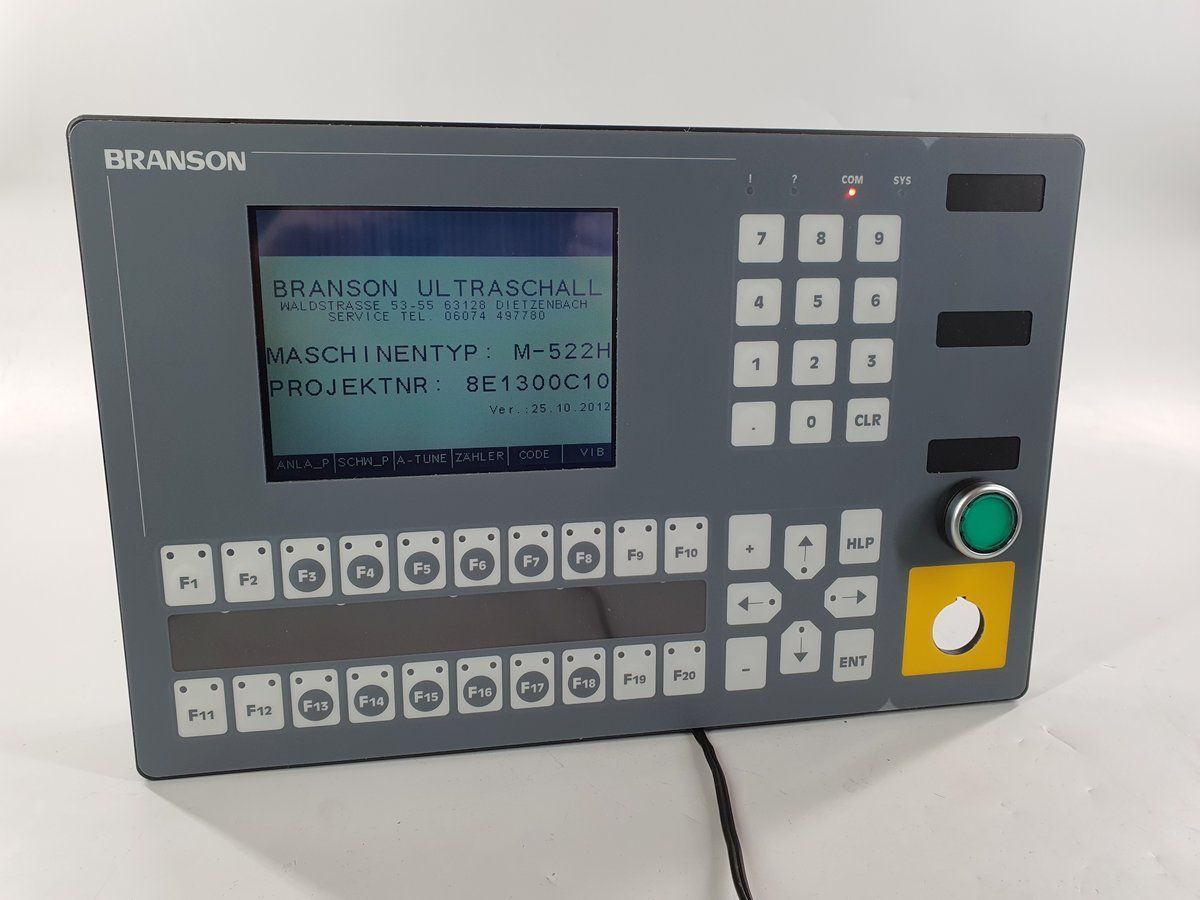 BRANSON
! ? COM SYS
BRANSON ULTRASCHALL
WALDSTRASSE 53-55 63128 DIETZENBACH
SERVICE TEL. 06074 497780
MASCHINENTYP: M-522H
PROJEKTNR: 8E1300C10
Ver.:25.10.2012
ANLA_P SCHW_P A-TUNE ZÄHLER CODE VIB
7 8 9
4 5 6
1 2 3
. 0 CLR
F1 F2 F3 F4 F5 F6 F7 F8 F9 F10
F11 F12 F13 F14 F15 F16 F17 F18 F19 F20
+ ↑ HLP
← →
- ↓ ENT